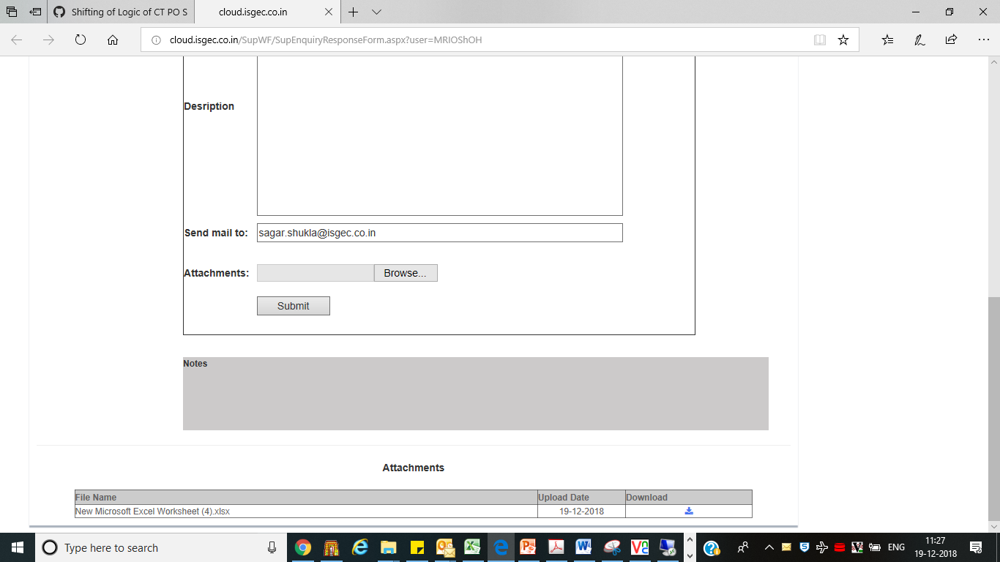 Shifting of Logic of CT PO S
cloud.isgec.co.in
cloud.isgec.co.in/SupWF/SupEnquiryResponseForm.aspx?user=MRIOShOH
Desription
Send mail to: sagar.shukla@isgec.co.in
Attachments: Browse...
Submit
Notes
Attachments
File Name Upload Date Download
New Microsoft Excel Worksheet (4).xlsx 19-12-2018
Type here to search
ENG
11:27
19-12-2018